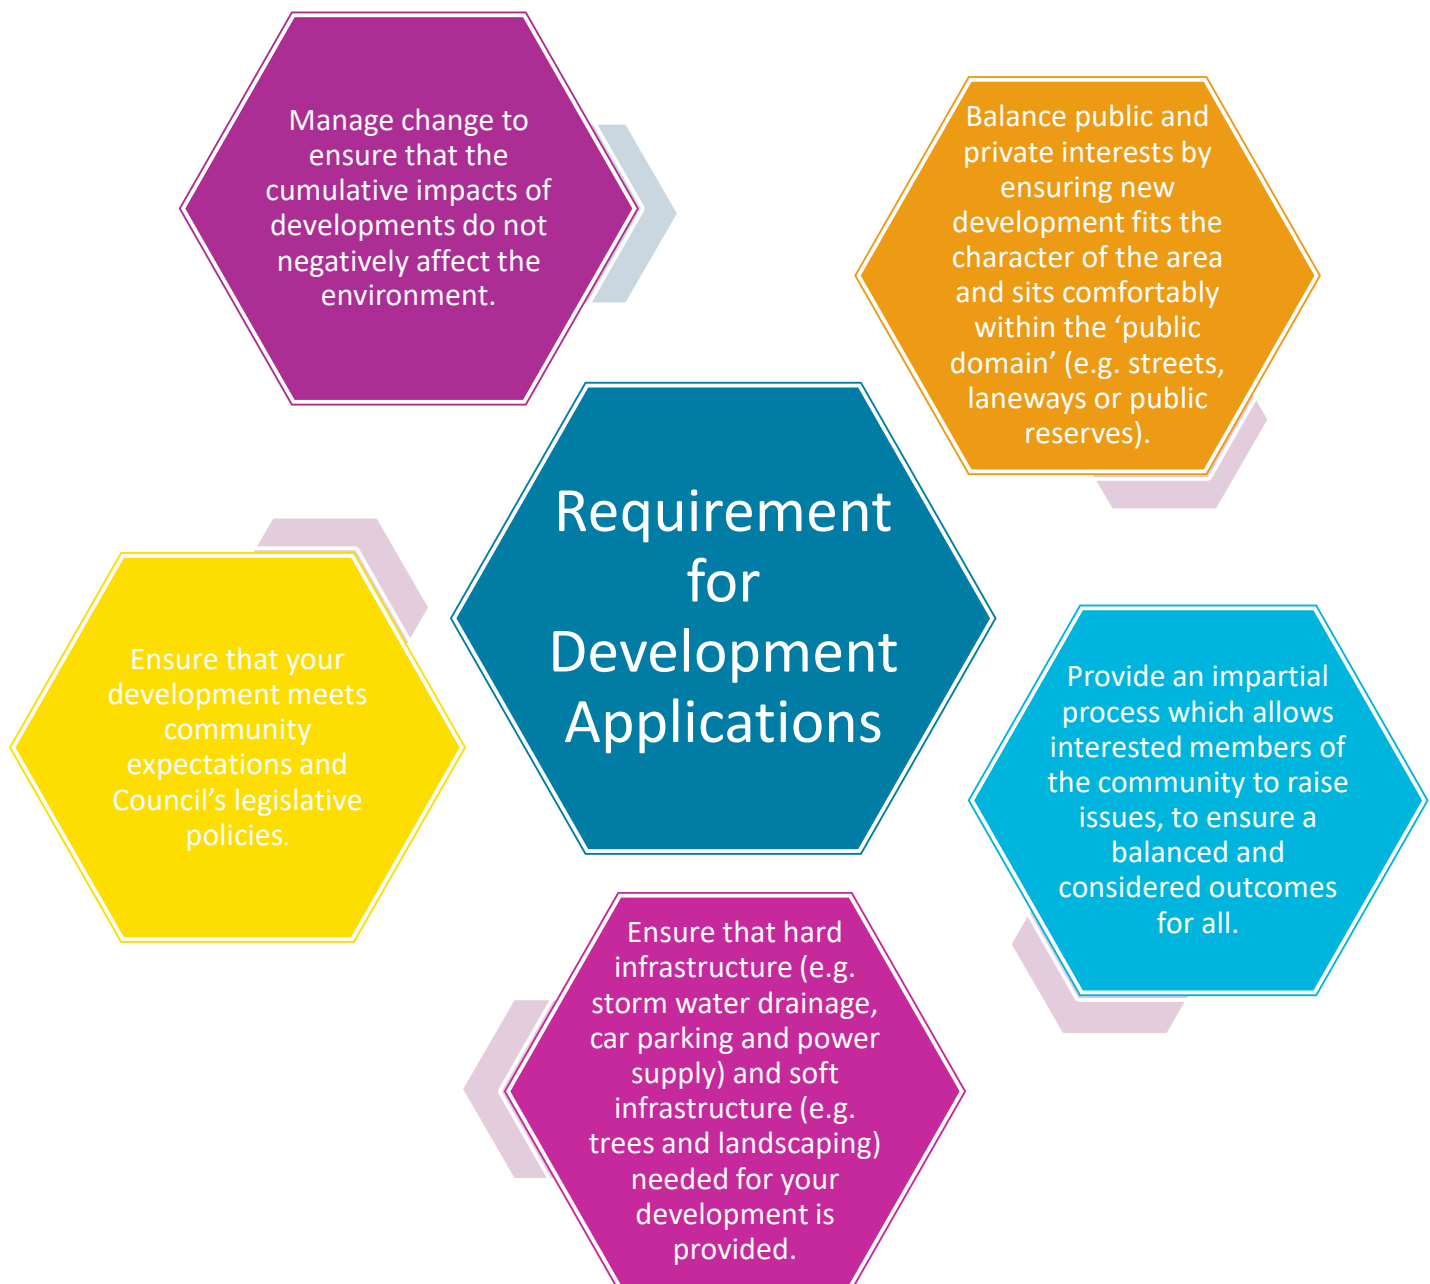 Manage change to
ensure that the
cumulative impacts of
developments do not
negatively affect the
environment.
Balance public and
private interests by
ensuring new
development fits the
character of the area
and sits comfortably
within the ‘public
domain’ (e.g. streets,
laneways or public
reserves).
Requirement
for
Development
Applications
Ensure that your
development meets
community
expectations and
Council’s legislative
policies.
Provide an impartial
process which allows
interested members of
the community to raise
issues, to ensure a
balanced and
considered outcomes
for all.
Ensure that hard
infrastructure (e.g.
storm water drainage,
car parking and power
supply) and soft
infrastructure (e.g.
trees and landscaping)
needed for your
development is
provided.